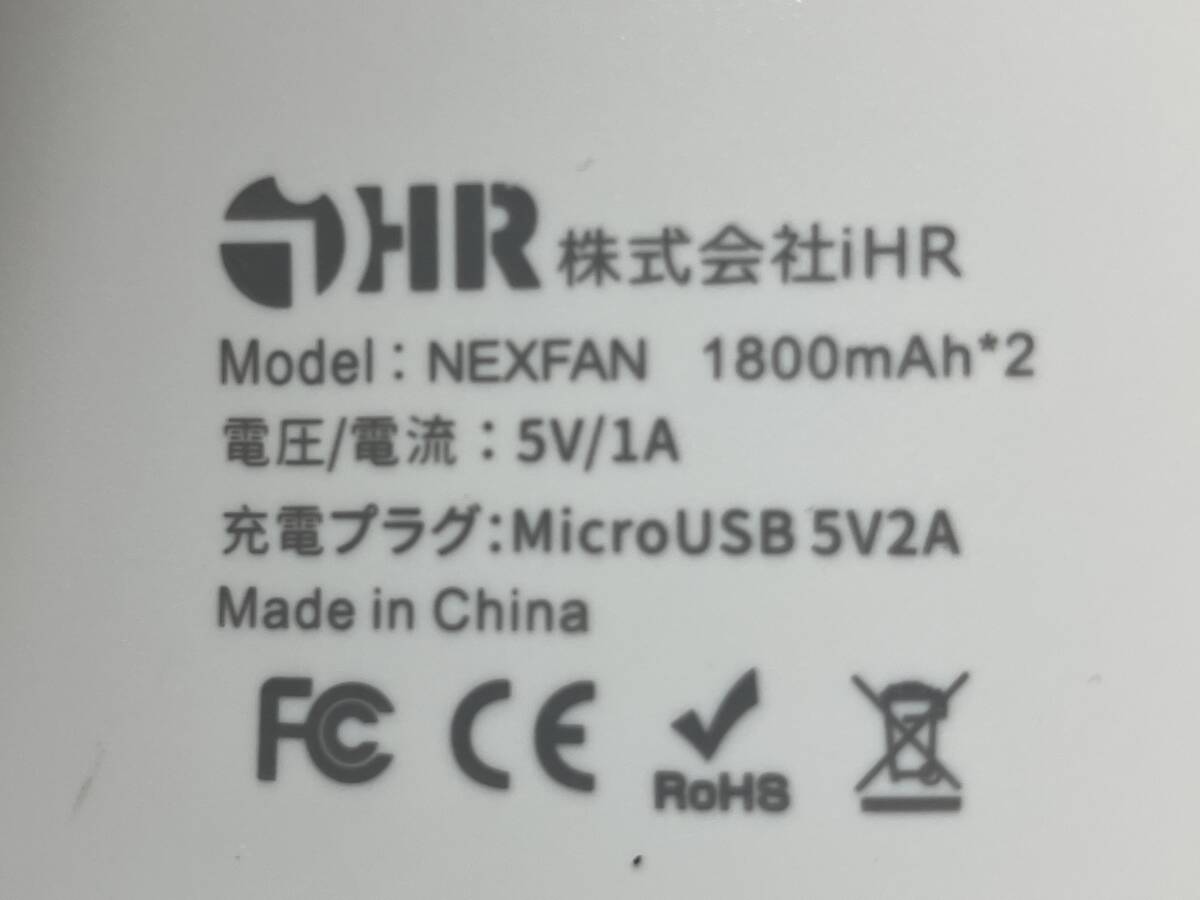 iHR 株式会社iHR
Model：NEXFAN 1800mAh*2
電圧/電流：5V/1A
充電プラグ:MicroUSB 5V2A
Made in China
FC CE RoHS